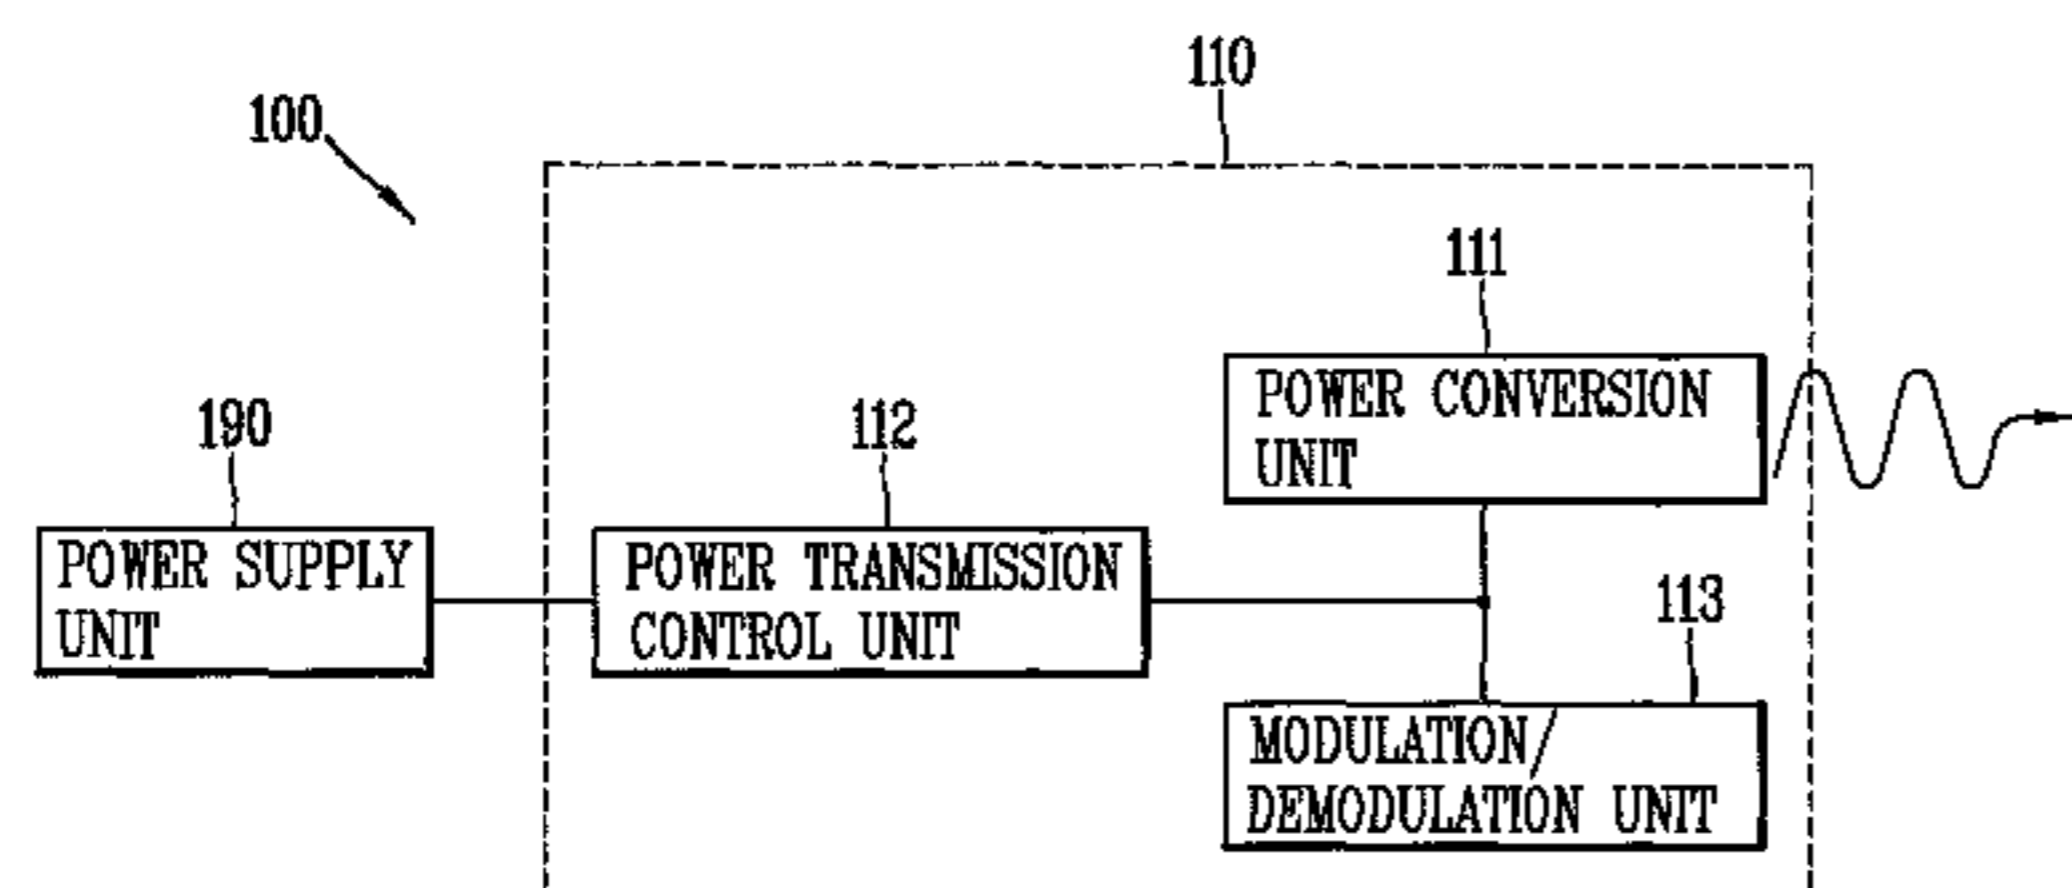 110
100
111
POWER CONVERSION
UNIT
190
112
POWER SUPPLY
UNIT
POWER TRANSMISSION
CONTROL UNIT
113
MODULATION/
DEMODULATION UNIT